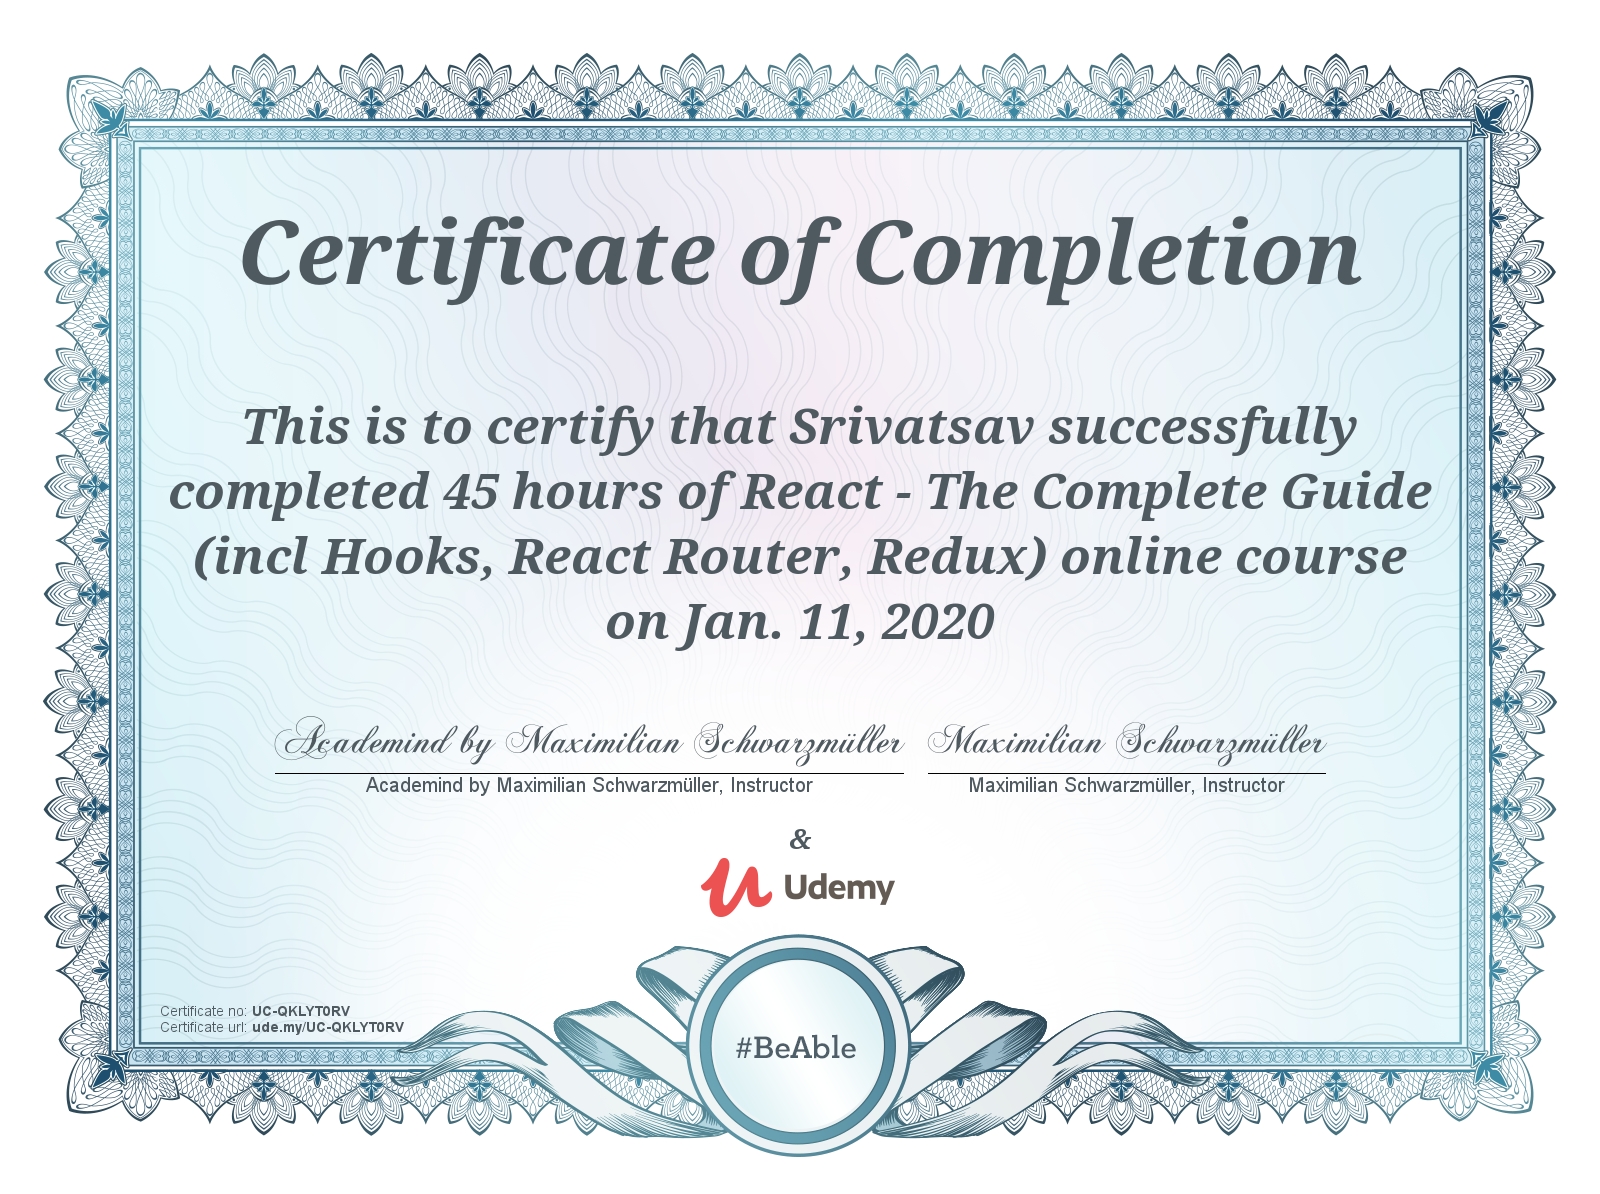 Certificate of Completion
This is to certify that Srivatsav successfully
completed 45 hours of React - The Complete Guide
(incl Hooks, React Router, Redux) online course
on Jan. 11, 2020
Academind by Maximilian Schwarzmüller
Maximilian Schwarzmüller
Academind by Maximilian Schwarzmüller, Instructor
Maximilian Schwarzmüller, Instructor
&
Udemy
Certificate no: UC-QKLYT0RV
Certificate url: ude.my/UC-QKLYT0RV
#BeAble